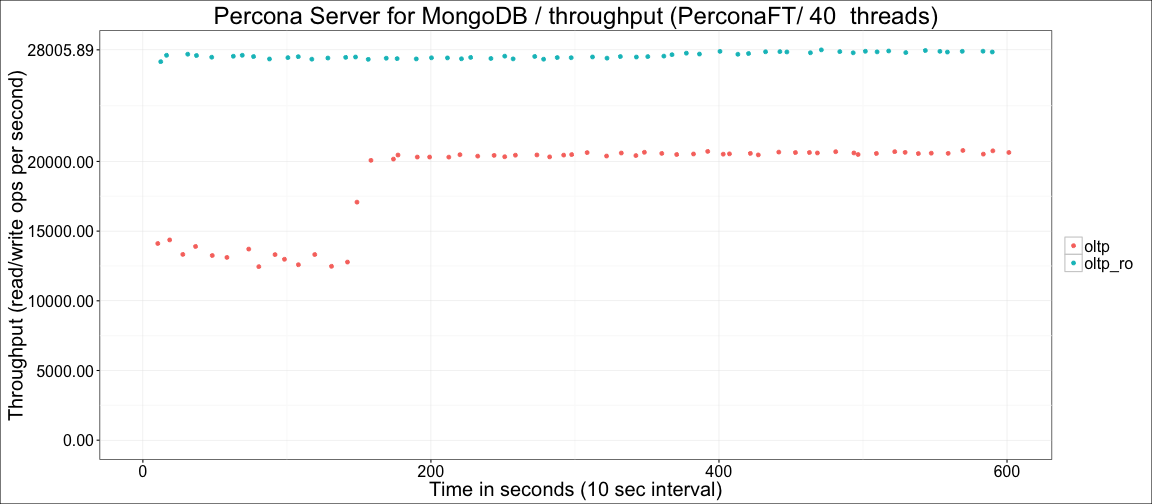 Percona Server for MongoDB / throughput (PerconaFT/ 40  threads)
Throughput (read/write ops per second)
28005.89
20000.00
15000.00
10000.00
5000.00
0.00
0 200 400 600
Time in seconds (10 sec interval)
oltp
oltp_ro